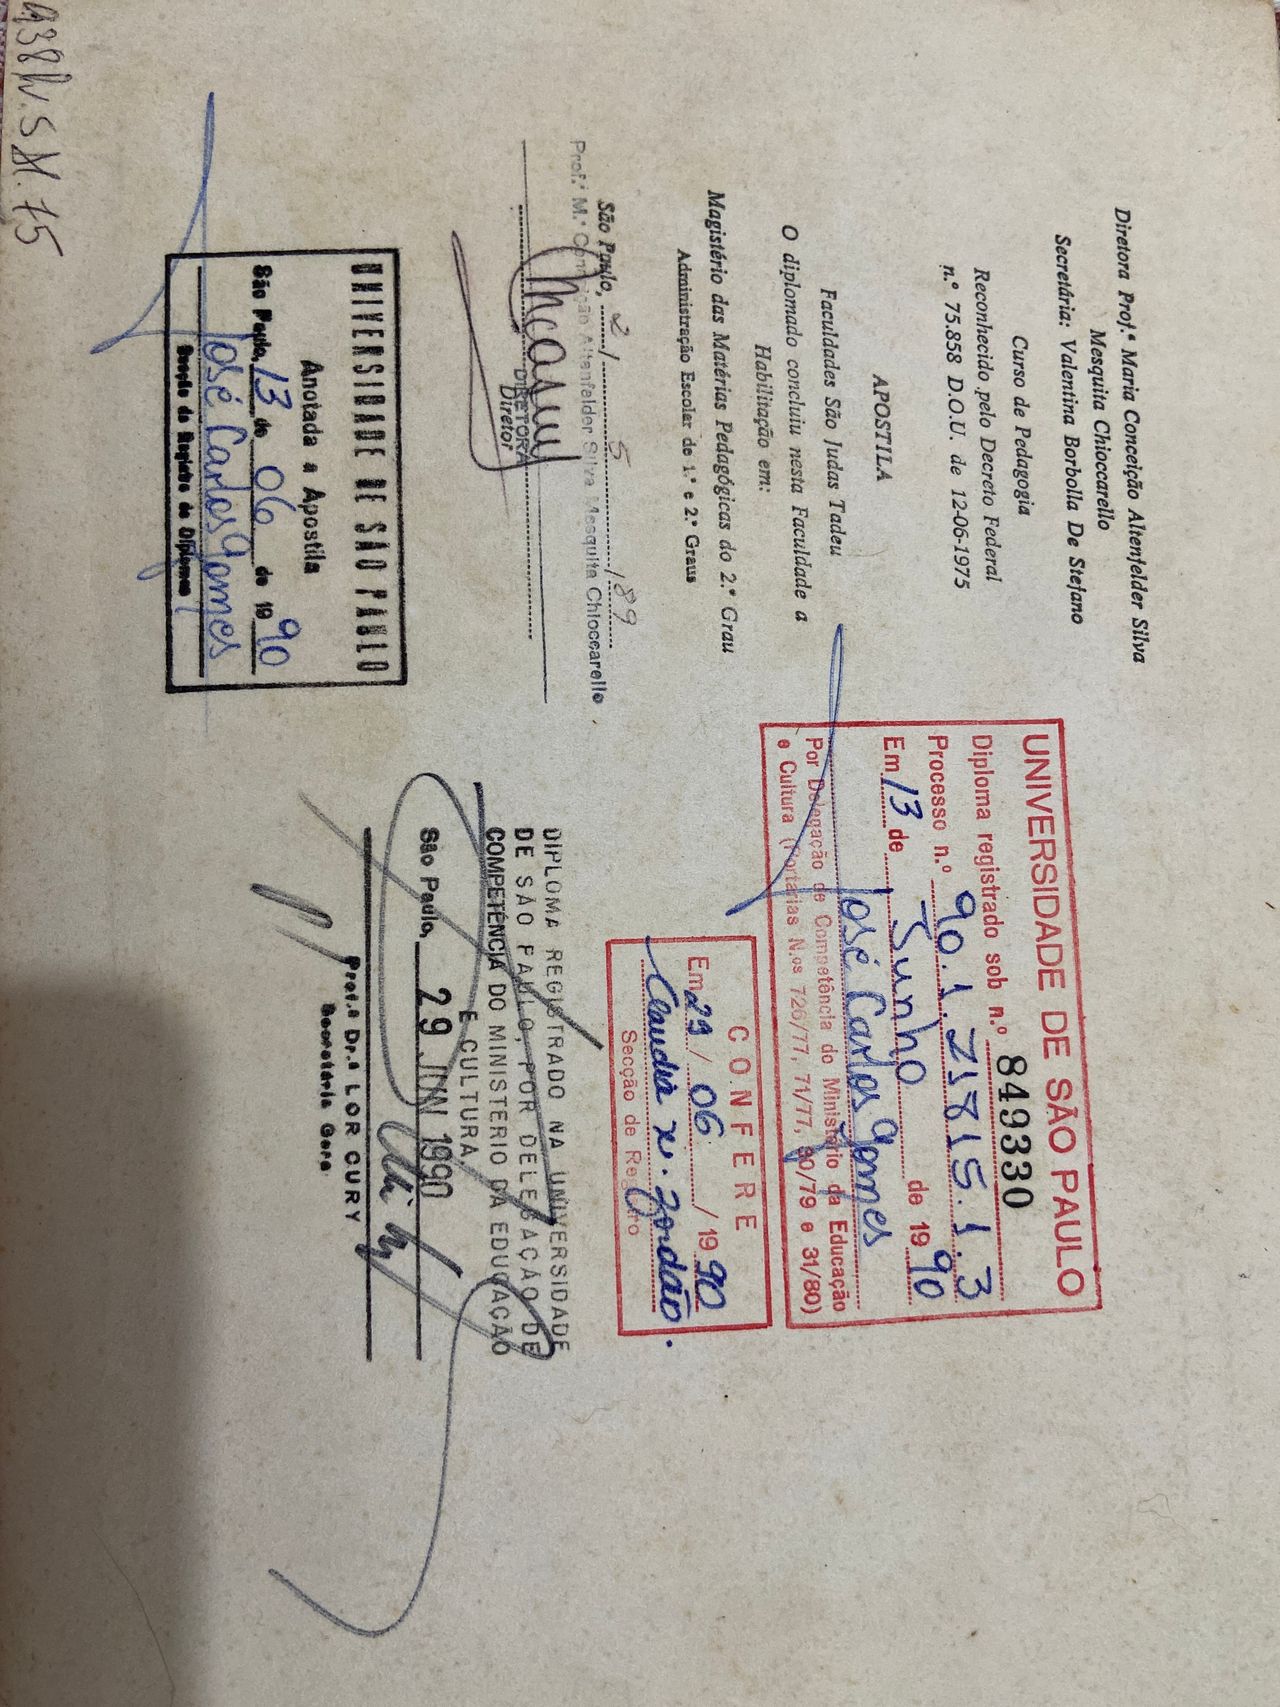 Diretora Prof.ª Maria Conceição Altenfelder Silva
Mesquita Chioccarello
Secretária: Valentina Borbolla De Stefano
Curso de Pedagogia
Reconhecido pelo Decreto Federal
n.º 75.858 D.O.U. de 12-06-1975
APOSTILA
Faculdades São Judas Tadeu
O diplomado concluiu nesta Faculdade a
Habilitação em:
Magistério das Matérias Pedagógicas do 2.º Grau
Administração Escolar de 1.º e 2.º Graus
São Paulo, 2 / 5 / 89
Prof.ª M.ª Conceição Altenfelder Silva Mesquita Chioccarello
DIRETORA
Diretor
UNIVERSIDADE DE SÃO PAULO
Anotada a Apostila
São Paulo, 13 de 06 de 1990
José Carlos Gomes
Secção de Registro de Diplomas
UNIVERSIDADE DE SÃO PAULO
Diploma registrado sob n.º 849330
Processo n.º 90.1.21815.1.3
Em 13 de Junho de 1990
José Carlos Gomes
Por Delegação de Competência do Ministério da Educação
e Cultura (Portarias N.os 726/77, 71/77, 90/79 e 31/80)
CONFERE
Em 29 / 06 / 1990
Claudia x. Jordão.
Secção de Registro
DIPLOMA REGISTRADO NA UNIVERSIDADE
DE SÃO PAULO, POR DELEGAÇÃO DE
COMPETÊNCIA DO MINISTÉRIO DA EDUCAÇÃO
E CULTURA
São Paulo, 29 JUN 1990
Prof.a Dr.a LOR CURY
Secretária Geral